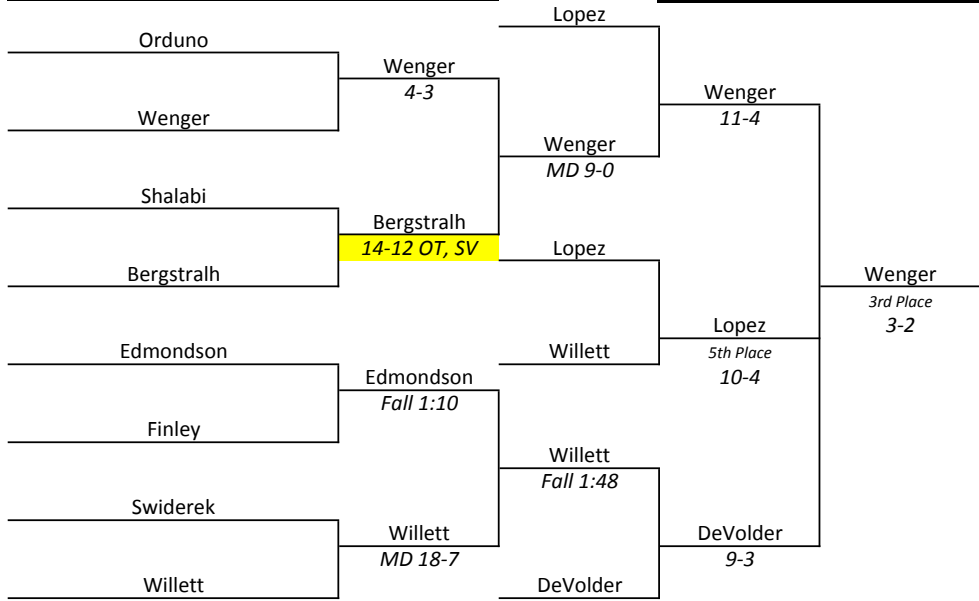 Lopez
Orduno
Wenger
4-3
Wenger
11-4
Wenger
Wenger
MD 9-0
Shalabi
Bergstralh
14-12 OT, SV
Lopez
Bergstralh
Wenger
3rd Place
3-2
Lopez
5th Place
10-4
Edmondson
Willett
Edmondson
Fall 1:10
Finley
Willett
Fall 1:48
Swiderek
Willett
MD 18-7
DeVolder
9-3
Willett
DeVolder